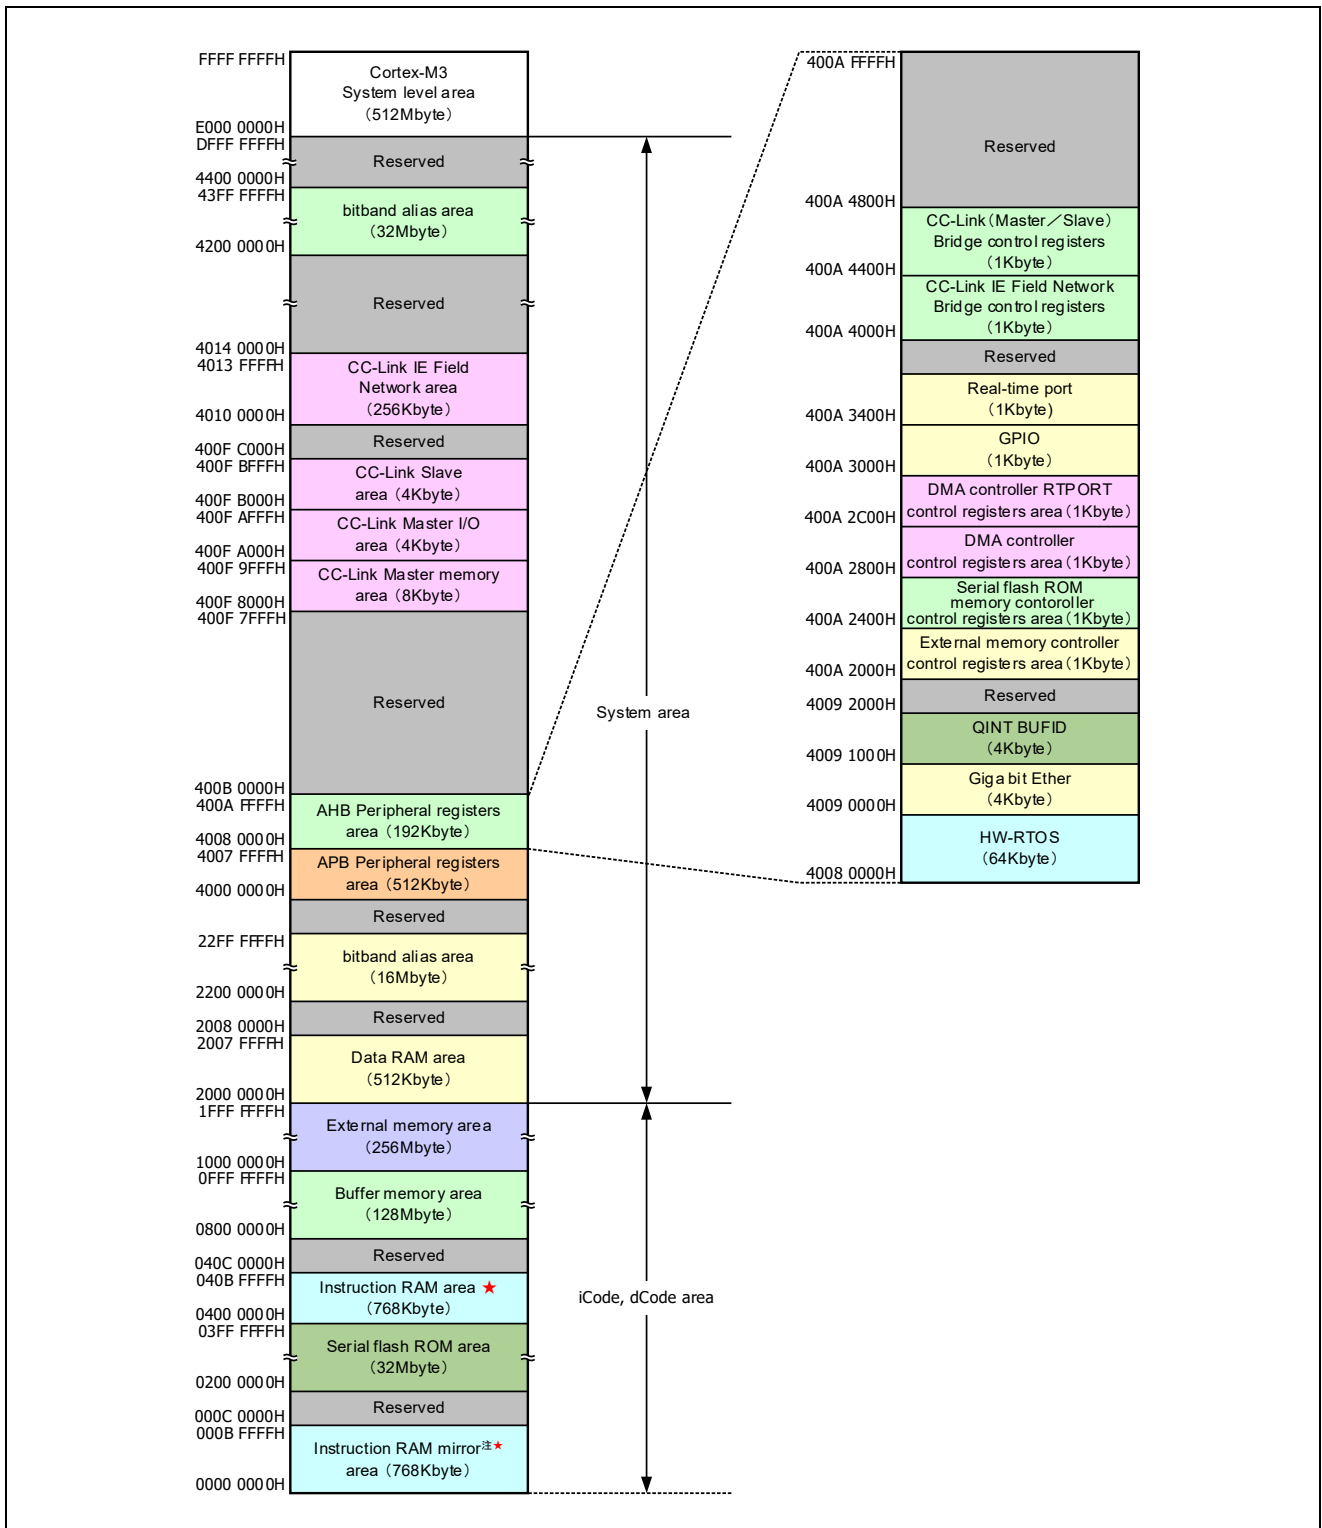 FFFF FFFFH
Cortex-M3
System level area
(512Mbyte)
E000 0000H
DFFF FFFFH
Reserved
4400 0000H
43FF FFFFH
bitband alias area
(32Mbyte)
4200 0000H
Reserved
4014 0000H
4013 FFFFH
CC-Link IE Field
Network area
(256Kbyte)
4010 0000H
Reserved
400F C000H
400F BFFFH
CC-Link Slave
area (4Kbyte)
400F B000H
400F AFFFH
CC-Link Master I/O
area (4Kbyte)
400F A000H
400F 9FFFH
CC-Link Master memory
area (8Kbyte)
400F 8000H
400F 7FFFH
Reserved
400B 0000H
400A FFFFH
AHB Peripheral registers
area (192Kbyte)
4008 0000H
4007 FFFFH
APB Peripheral registers
area (512Kbyte)
4000 0000H
Reserved
22FF FFFFH
bitband alias area
(16Mbyte)
2200 0000H
Reserved
2008 0000H
2007 FFFFH
Data RAM area
(512Kbyte)
2000 0000H
1FFF FFFFH
External memory area
(256Mbyte)
1000 0000H
0FFF FFFFH
Buffer memory area
(128Mbyte)
0800 0000H
Reserved
040C 0000H
040B FFFFH
Instruction RAM area ★
(768Kbyte)
0400 0000H
03FF FFFFH
Serial flash ROM area
(32Mbyte)
0200 0000H
Reserved
000C 0000H
000B FFFFH
Instruction RAM mirror注★
area (768Kbyte)
0000 0000H
System area
iCode, dCode area
400A FFFFH
Reserved
400A 4800H
CC-Link(Master/Slave)
Bridge control registers
(1Kbyte)
400A 4400H
CC-Link IE Field Network
Bridge control registers
(1Kbyte)
400A 4000H
Reserved
Real-time port
(1Kbyte)
400A 3400H
GPIO
(1Kbyte)
400A 3000H
DMA controller RTPORT
control registers area(1Kbyte)
400A 2C00H
DMA controller
control registers area(1Kbyte)
400A 2800H
Serial flash ROM
memory contoroller
control registers area(1Kbyte)
400A 2400H
External memory controller
control registers area(1Kbyte)
400A 2000H
Reserved
4009 2000H
QINT BUFID
(4Kbyte)
4009 1000H
Giga bit Ether
(4Kbyte)
4009 0000H
HW-RTOS
(64Kbyte)
4008 0000H